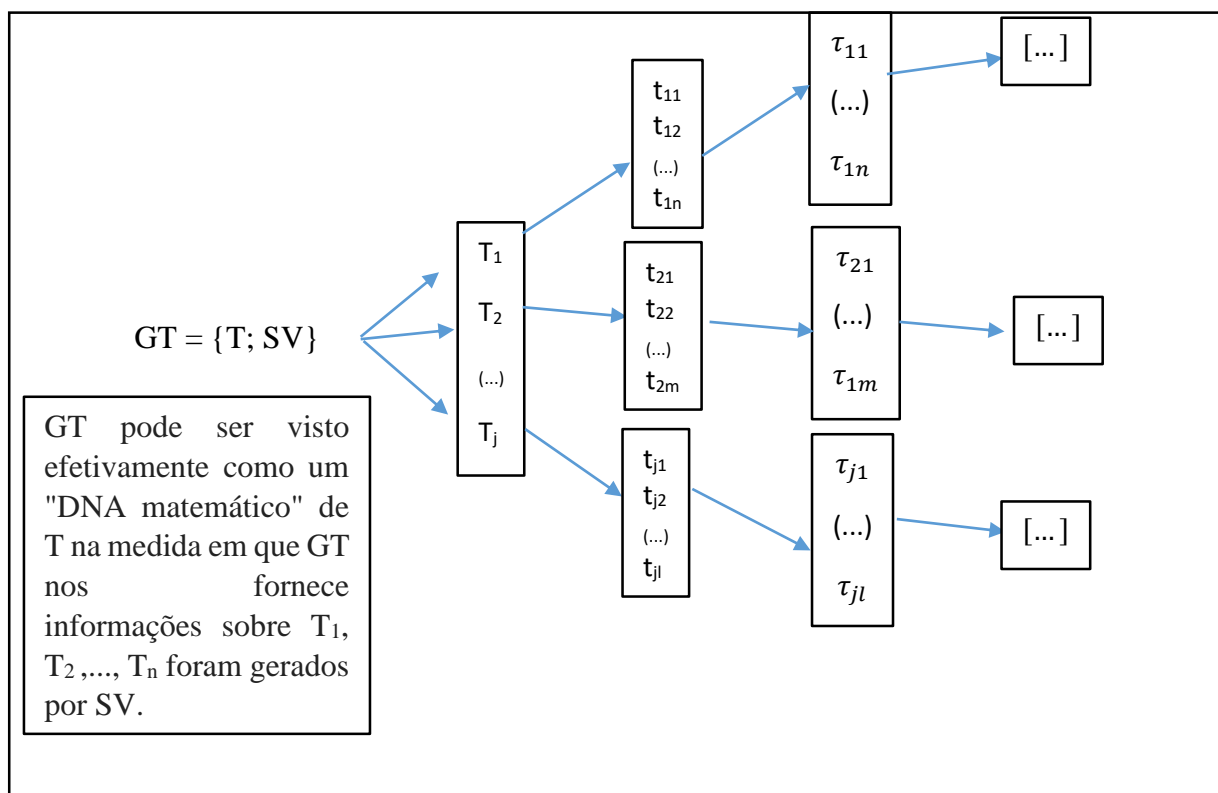 GT = {T; SV}
GT pode ser visto
efetivamente como um
"DNA matemático" de
T na medida em que GT
nos fornece
informações sobre T₁,
T₂ ,..., Tₙ foram gerados
por SV.
T₁
T₂
(...)
Tⱼ
t₁₁
t₁₂
(...)
t₁ₙ
t₂₁
t₂₂
(...)
t₂ₘ
tⱼ₁
tⱼ₂
(...)
tⱼₗ
τ₁₁
(...)
τ₁ₙ
τ₂₁
(...)
τ₁ₘ
τⱼ₁
(...)
τⱼₗ
[...]
[...]
[...]